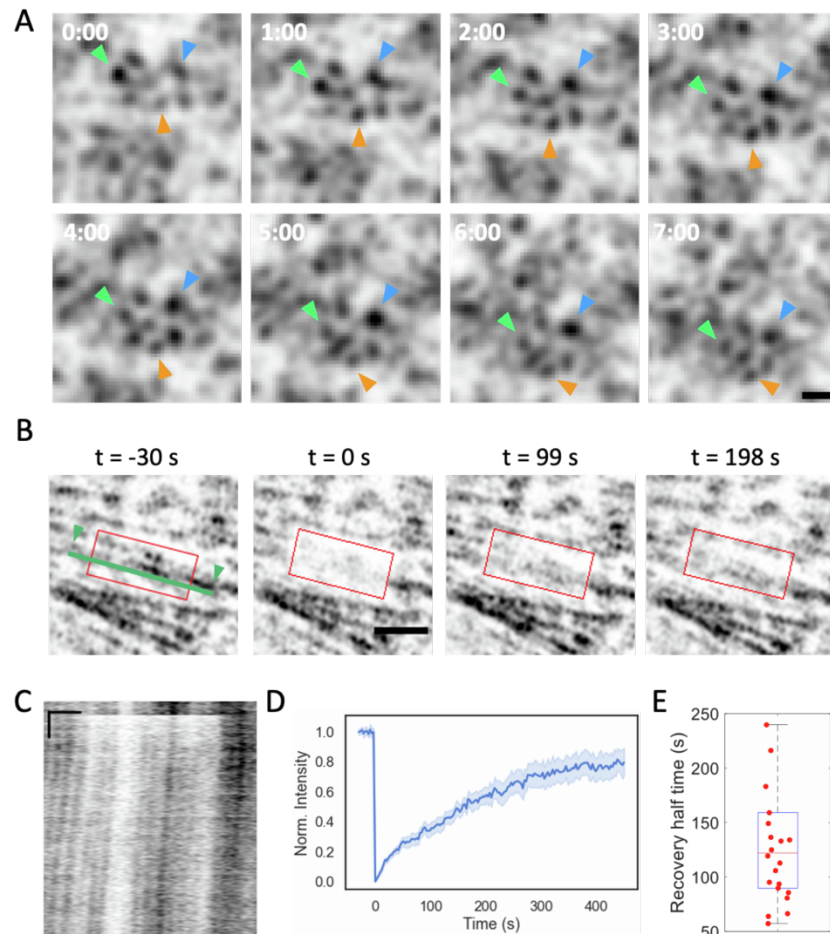 A
0:00
1:00
2:00
3:00
4:00
5:00
6:00
7:00
B
t = -30 s
t = 0 s
t = 99 s
t = 198 s
C
D
Norm. Intensity
1.0
0.8
0.6
0.4
0.2
0.0
0 100 200 300 400
Time (s)
E
Recovery half time (s)
250
200
150
100
50